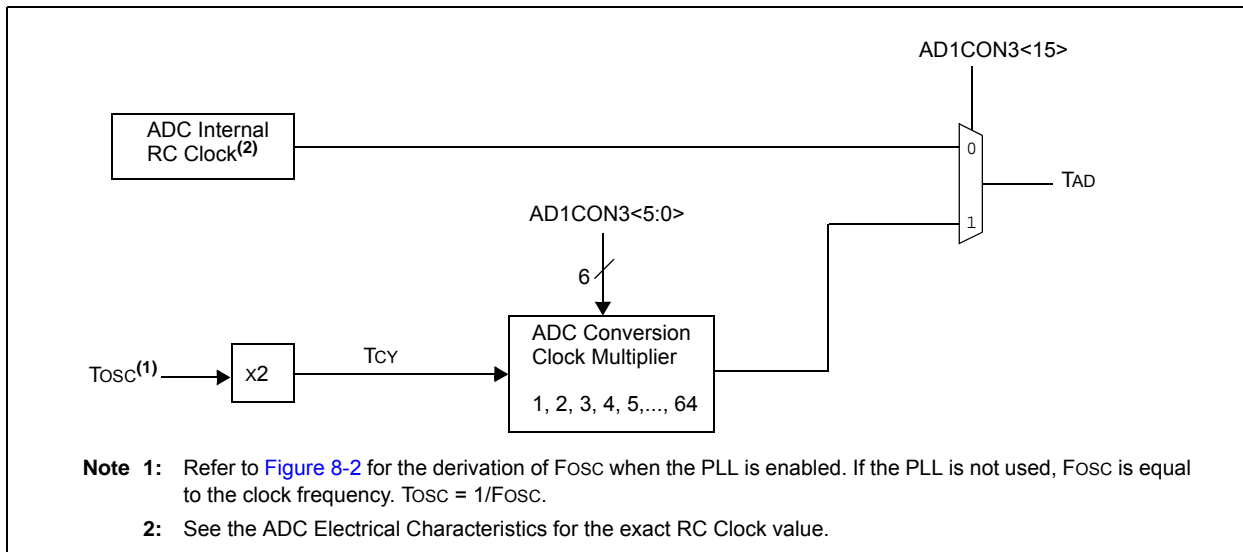 AD1CON3<15>
ADC Internal
RC Clock(2)
0
TAD
AD1CON3<5:0>
1
6
ADC Conversion
Clock Multiplier
TOSC(1)
X2
TCY
1, 2, 3, 4, 5,..., 64
Note 1: Refer to Figure 8-2 for the derivation of FOSC when the PLL is enabled. If the PLL is not used, FOSC is equal
to the clock frequency. TOSC = 1/FOSC.
2: See the ADC Electrical Characteristics for the exact RC Clock value.